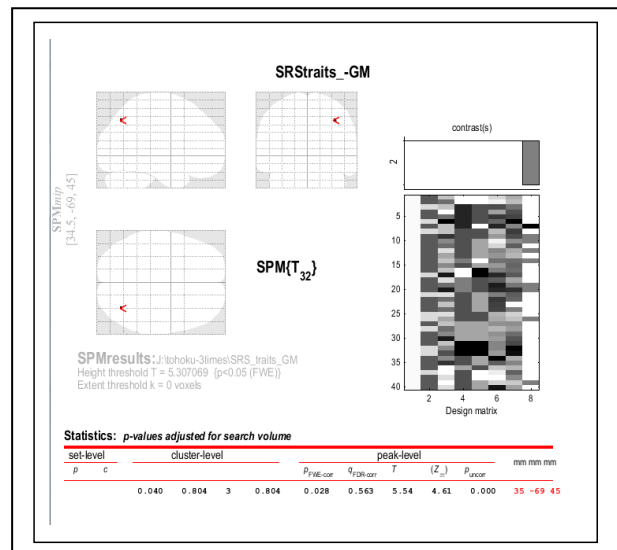 SRStraits_-GM
contrast(s)
2
SPMmip
[34.5, -69, 45]
<
<
<
SPM{T32}
5
10
15
20
25
30
35
40
2 4 6 8
Design matrix
SPMresults: J:\tohoku-3times\SRS_traits_GM
Height threshold T = 5.307069 {p<0.05 (FWE)}
Extent threshold k = 0 voxels
Statistics: p-values adjusted for search volume
set-level cluster-level peak-level mm mm mm
p c pFWE-corr qFDR-corr T (Z≡) puncorr
0.040 0.804 3 0.804 0.028 0.563 5.54 4.61 0.000 35 -69 45